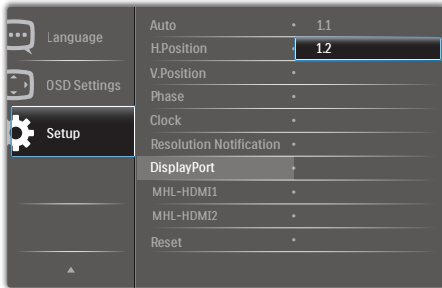 Language
OSD Settings
Setup
Auto
H.Position
V.Position
Phase
Clock
Resolution Notification
DisplayPort
MHL-HDMI1
MHL-HDMI2
Reset
1.1
1.2